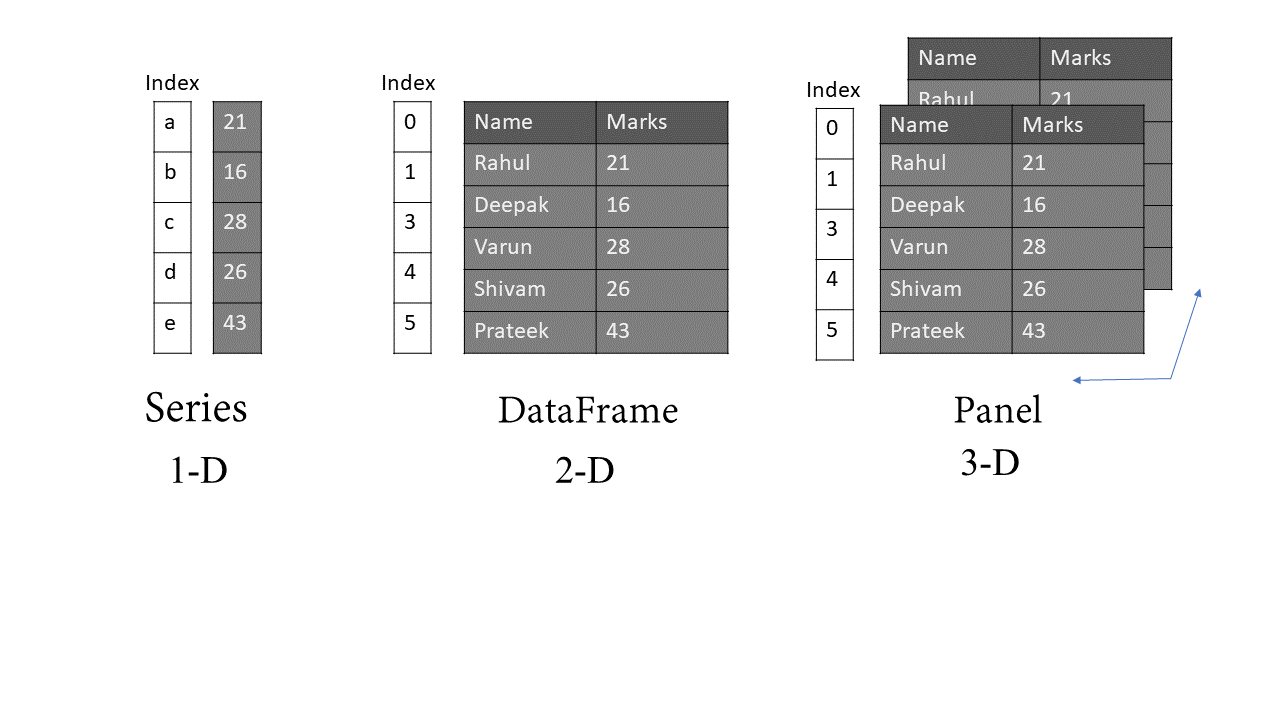 Index
a 21
b 16
c 28
d 26
e 43
Series
1-D
Index
0 Name Marks
1 Rahul 21
3 Deepak 16
4 Varun 28
5 Shivam 26
Prateek 43
DataFrame
2-D
Name Marks
Rahul 21
Index
0 Name Marks
1 Rahul 21
3 Deepak 16
4 Varun 28
5 Shivam 26
Prateek 43
Panel
3-D